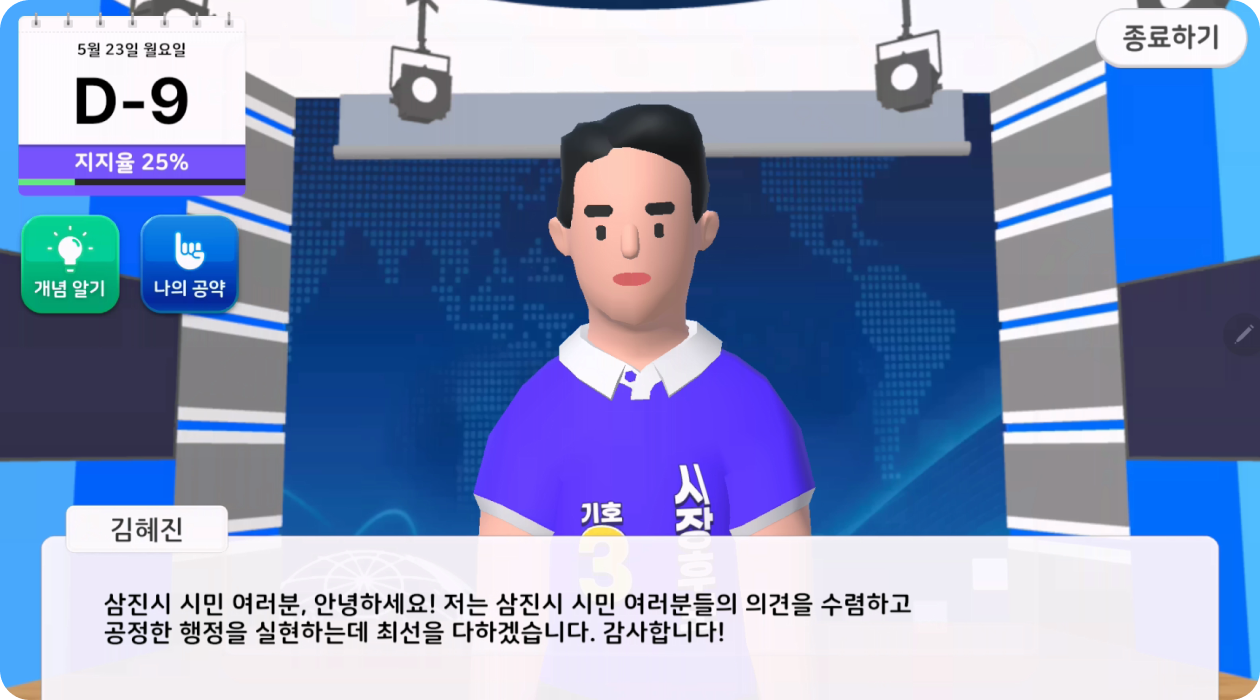 5월 23일 월요일
D-9
지지율 25%
종료하기
개념 알기
나의 공약
기호
3
시장후
김혜진
삼진시 시민 여러분, 안녕하세요! 저는 삼진시 시민 여러분들의 의견을 수렴하고
공정한 행정을 실현하는데 최선을 다하겠습니다. 감사합니다!